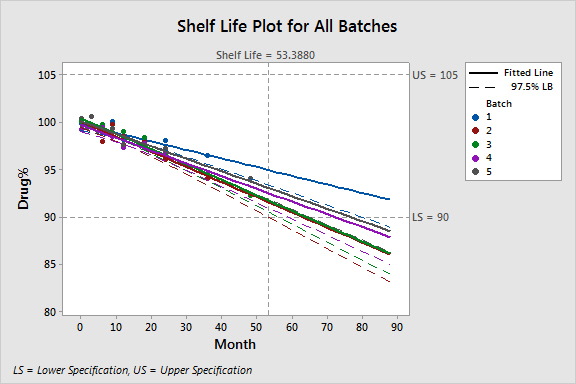 Shelf Life Plot for All Batches
Shelf Life = 53.3880
105
100
95
90
85
80
US = 105
LS = 90
Drug%
0 10 20 30 40 50 60 70 80 90
Month
Fitted Line
97.5% LB
Batch
1
2
3
4
5
LS = Lower Specification, US = Upper Specification